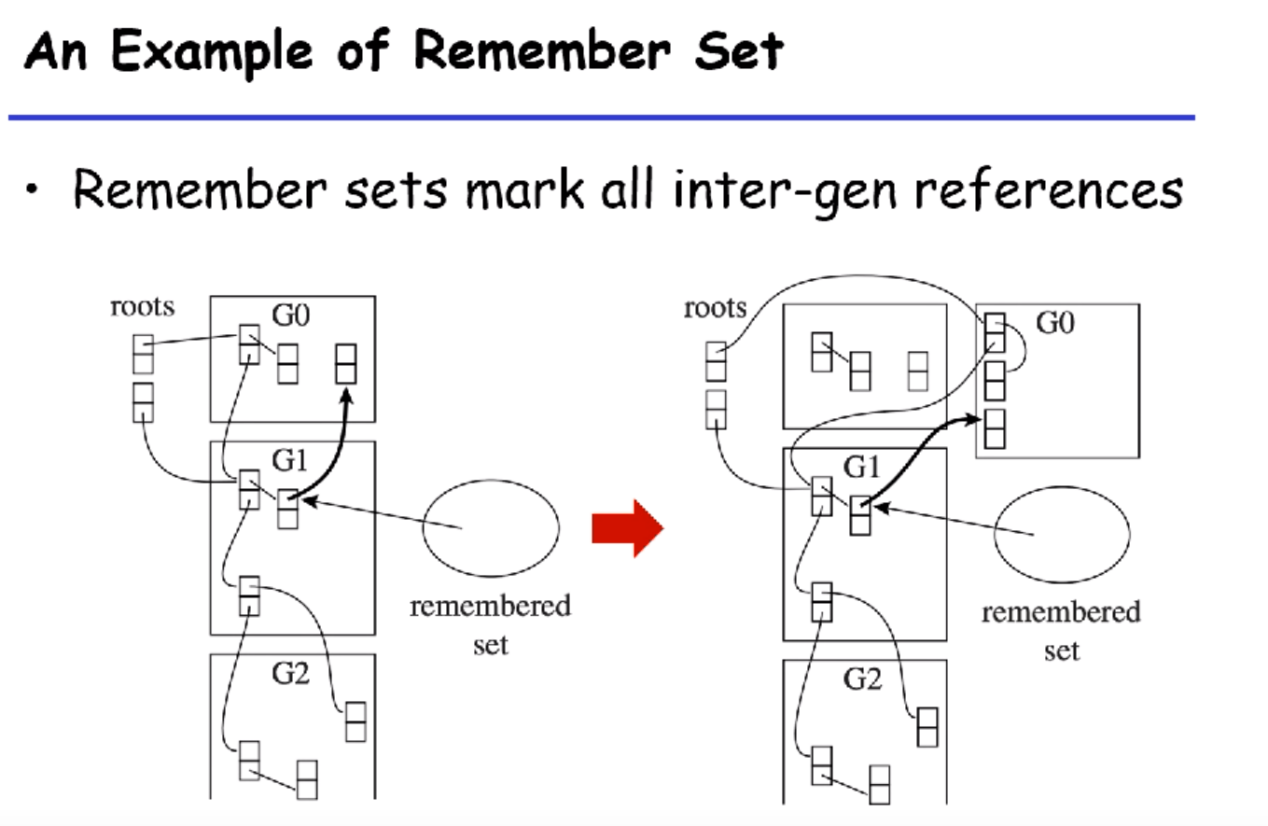 An Example of Remember Set
• Remember sets mark all inter-gen references
roots
G0
G1
remembered
set
G2
roots
G0
G1
remembered
set
G2